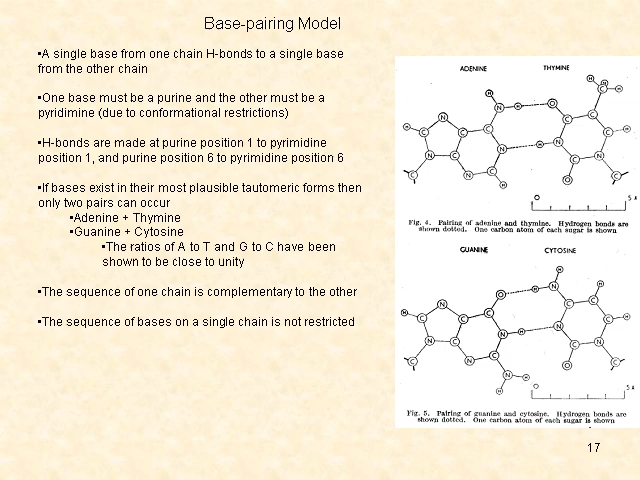 Base-pairing Model
•A single base from one chain H-bonds to a single base
from the other chain
•One base must be a purine and the other must be a
pyridimine (due to conformational restrictions)
•H-bonds are made at purine position 1 to pyrimidine
position 1, and purine position 6 to pyrimidine position 6
•If bases exist in their most plausible tautomeric forms then
only two pairs can occur
•Adenine + Thymine
•Guanine + Cytosine
•The ratios of A to T and G to C have been
shown to be close to unity
•The sequence of one chain is complementary to the other
•The sequence of bases on a single chain is not restricted
ADENINE THYMINE
Fig. 4. Pairing of adenine and thymine. Hydrogen bonds are
shown dotted. One carbon atom of each sugar is shown
GUANINE CYTOSINE
Fig. 5. Pairing of guanine and cytosine. Hydrogen bonds are
shown dotted. One carbon atom of each sugar is shown
17